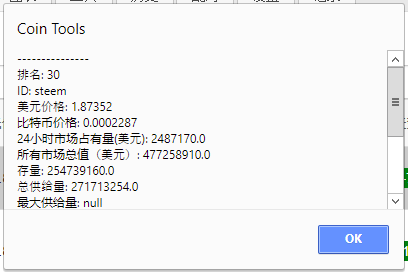 Coin Tools
---------------
排名: 30
ID: steem
美元价格: 1.87352
比特币价格: 0.0002287
24小时市场占有量(美元): 2487170.0
所有市场总值（美元）: 477258910.0
存量: 254739160.0
总供给量: 271713254.0
最大供给量: null
OK